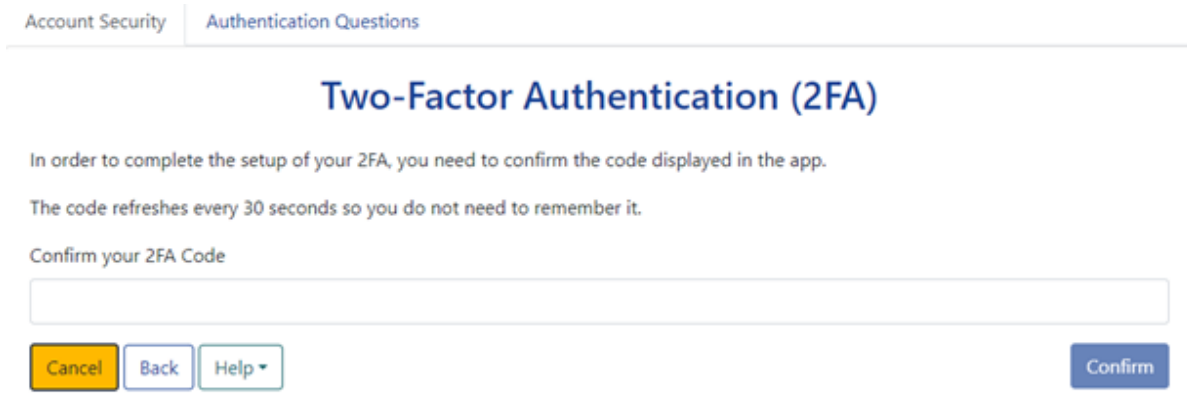 Account Security
Authentication Questions
Two-Factor Authentication (2FA)
In order to complete the setup of your 2FA, you need to confirm the code displayed in the app.
The code refreshes every 30 seconds so you do not need to remember it.
Confirm your 2FA Code
Cancel
Back
Help
Confirm